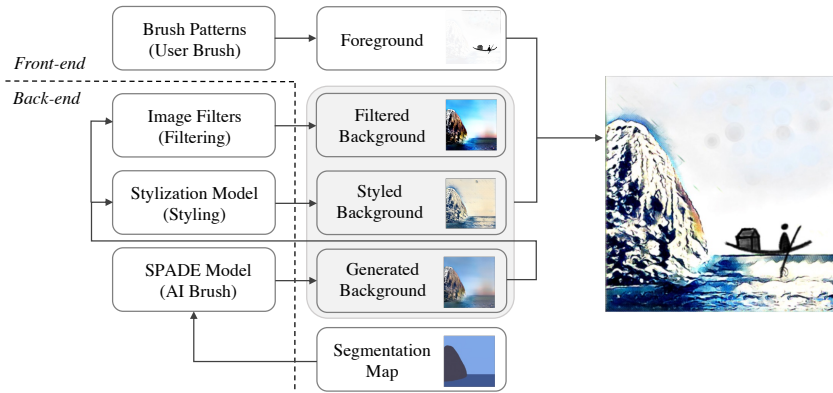 Brush Patterns
(User Brush)
Foreground
Front-end
Back-end
Image Filters
(Filtering)
Filtered
Background
Stylization Model
(Styling)
Styled
Background
SPADE Model
(AI Brush)
Generated
Background
Segmentation
Map